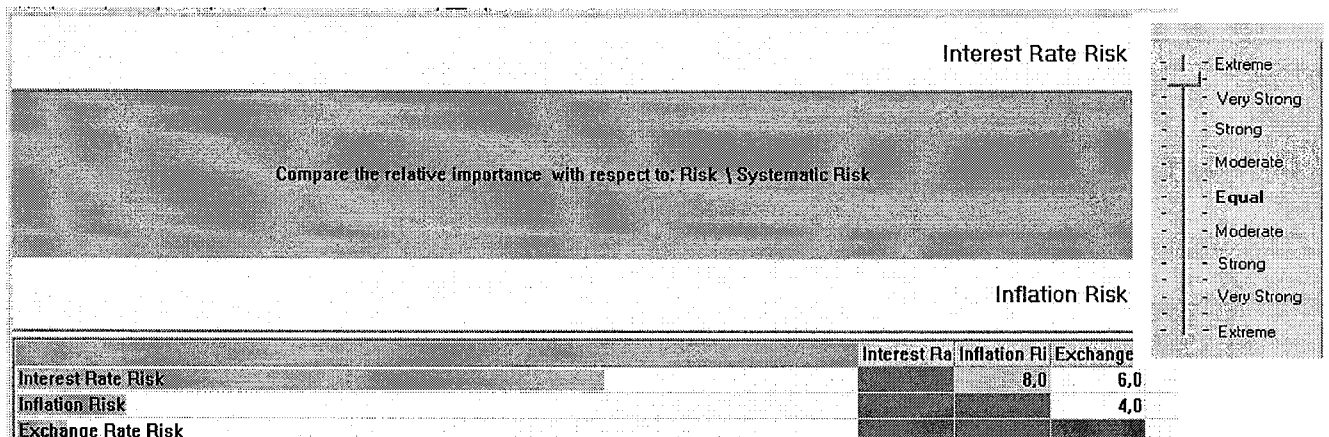 Interest Rate Risk
Compare the relative importance with respect to: Risk \ Systematic Risk
Inflation Risk
Extreme
Very Strong
Strong
Moderate
Equal
Moderate
Strong
Very Strong
Extreme
Interest Ra Inflation Ri Exchange
Interest Rate Risk 8,0 6,0
Inflation Risk 4,0
Exchange Rate Risk